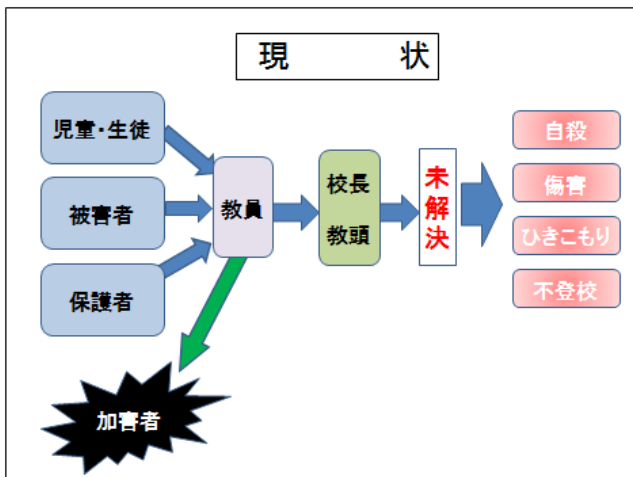 現　　　状
児童・生徒
被害者
保護者
教員
校長
教頭
未
解
決
自殺
傷害
ひきこもり
不登校
加害者